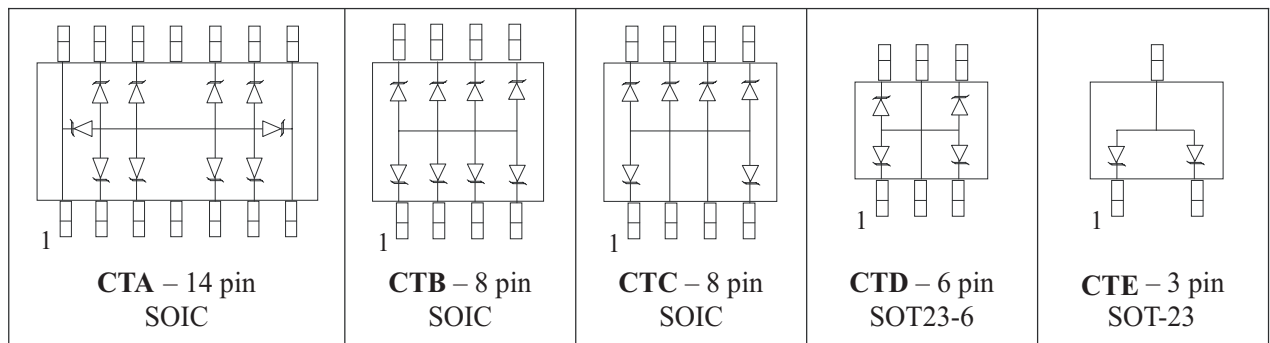 1
CTA – 14 pin
SOIC
1
CTB – 8 pin
SOIC
1
CTC – 8 pin
SOIC
1
CTD – 6 pin
SOT23-6
1
CTE – 3 pin
SOT-23